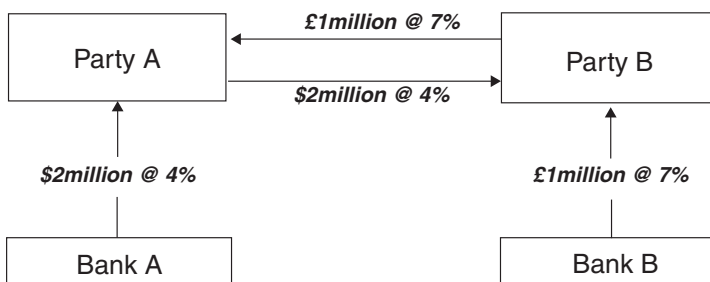 £1million @ 7%
Party A
Party B
$2million @ 4%
$2million @ 4%
£1million @ 7%
Bank A
Bank B